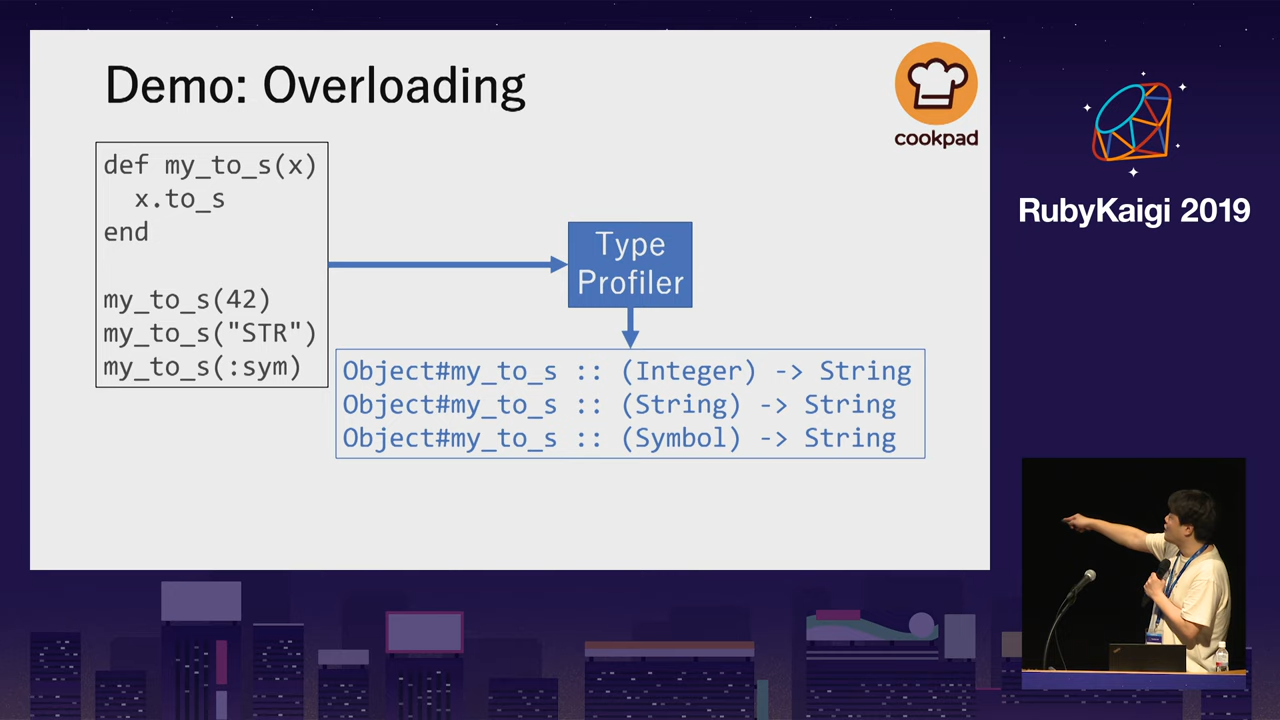 Demo: Overloading
cookpad
def my_to_s(x)
  x.to_s
end
my_to_s(42)
my_to_s("STR")
my_to_s(:sym)
Type
Profiler
Object#my_to_s :: (Integer) -> String
Object#my_to_s :: (String) -> String
Object#my_to_s :: (Symbol) -> String
RubyKaigi 2019